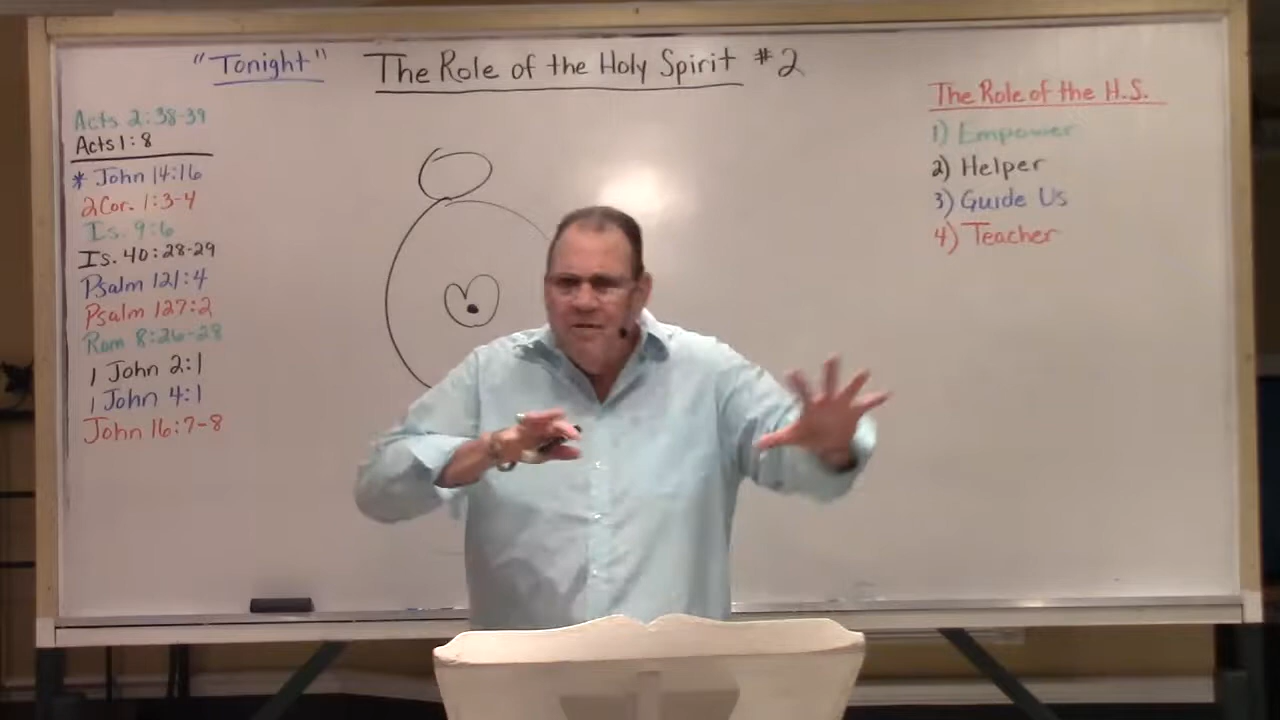 "Tonight" The Role of the Holy Spirit #2
Acts 2:38-39
Acts 1:8
* John 14:16
2 Cor. 1:3-4
Is. 9:6
Is. 40:28-29
Psalm 121:4
Psalm 127:2
Rom 8:26-28
1 John 2:1
1 John 4:1
John 16:7-8
The Role of the H.S.
1) Empower
2) Helper
3) Guide Us
4) Teacher